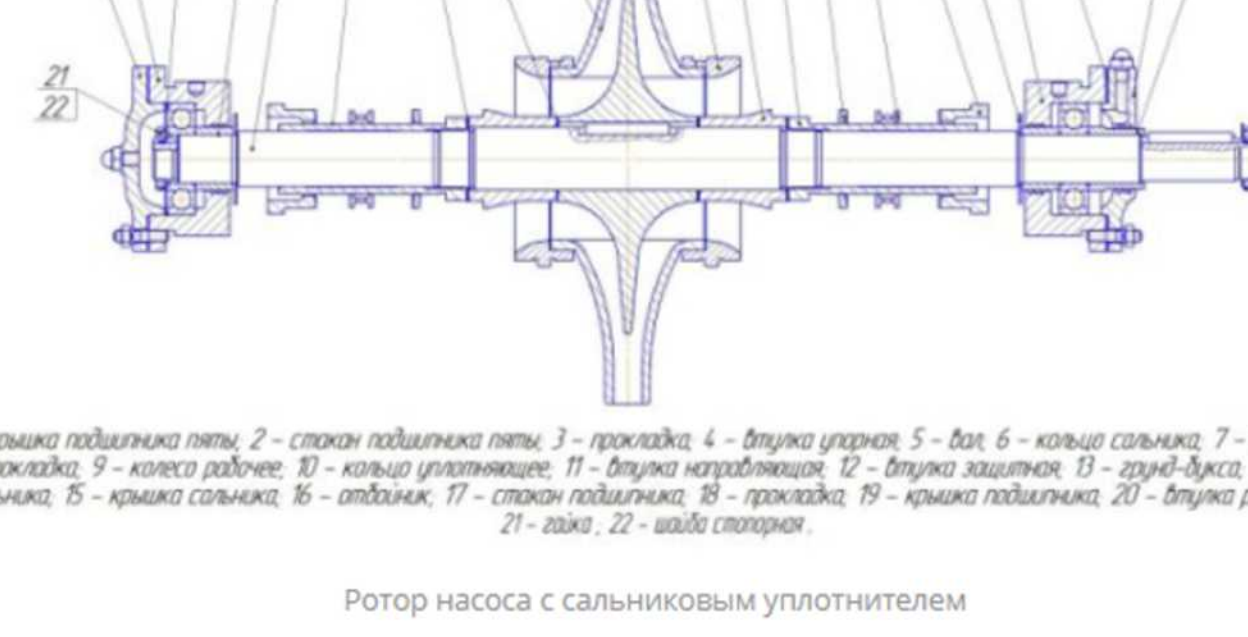 21
22
рышка подшипника пяты, 2 - стакан подшипника пяты, 3 - прокладка, 4 - втулка упорная, 5 - вал, 6 - кольцо сальника, 7 -
окладка, 9 - колесо рабочее, 10 - кольцо уплотняющее, 11 - втулка направляющая, 12 - втулка защитная, 13 - грунд-букса,
ьника, 15 - крышка сальника, 16 - отбойник, 17 - стакан подшипника, 18 - прокладка, 19 - крышка подшипника, 20 - втулка р
21 - гайка ; 22 - шайба стопорная .
Ротор насоса с сальниковым уплотнителем